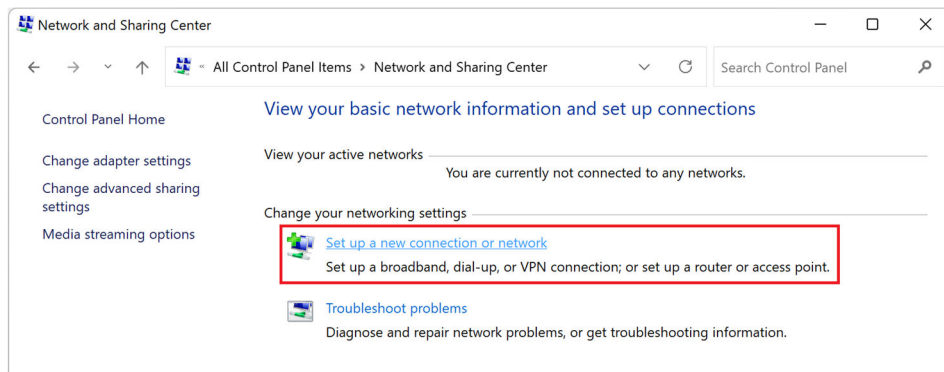 Network and Sharing Center
« All Control Panel Items > Network and Sharing Center
Search Control Panel
Control Panel Home
Change adapter settings
Change advanced sharing
settings
Media streaming options
View your basic network information and set up connections
View your active networks
You are currently not connected to any networks.
Change your networking settings
Set up a new connection or network
Set up a broadband, dial-up, or VPN connection; or set up a router or access point.
Troubleshoot problems
Diagnose and repair network problems, or get troubleshooting information.